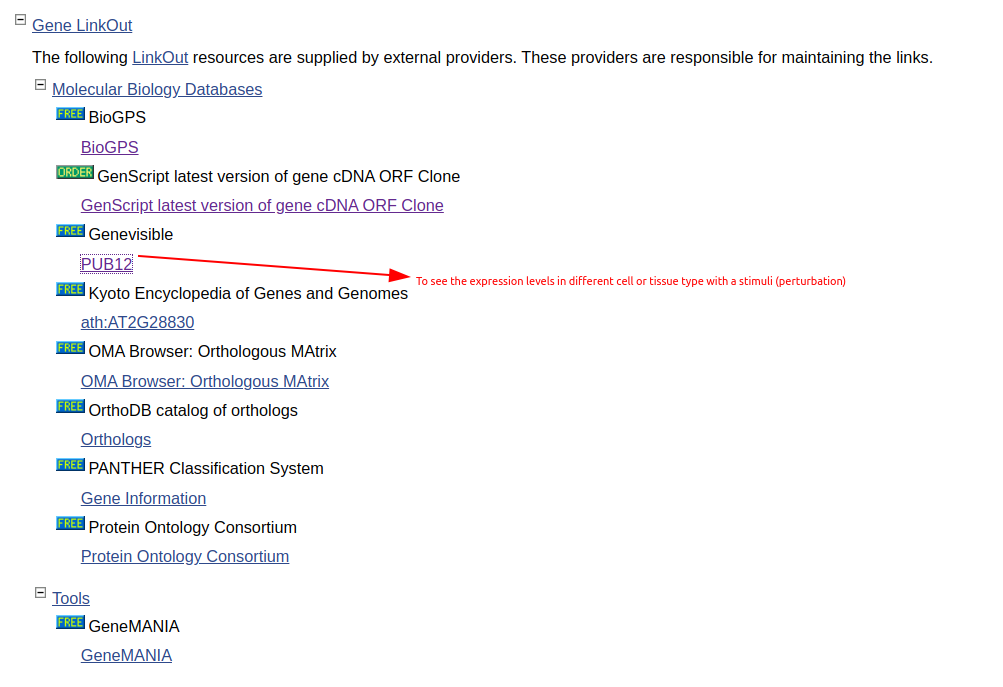 Gene LinkOut
The following LinkOut resources are supplied by external providers. These providers are responsible for maintaining the links.
Molecular Biology Databases
FREE BioGPS
BioGPS
ORDER GenScript latest version of gene cDNA ORF Clone
GenScript latest version of gene cDNA ORF Clone
FREE Genevisible
PUB12
To see the expression levels in different cell or tissue type with a stimuli (perturbation)
FREE Kyoto Encyclopedia of Genes and Genomes
ath:AT2G28830
FREE OMA Browser: Orthologous MAtrix
OMA Browser: Orthologous MAtrix
FREE OrthoDB catalog of orthologs
Orthologs
FREE PANTHER Classification System
Gene Information
FREE Protein Ontology Consortium
Protein Ontology Consortium
Tools
FREE GeneMANIA
GeneMANIA